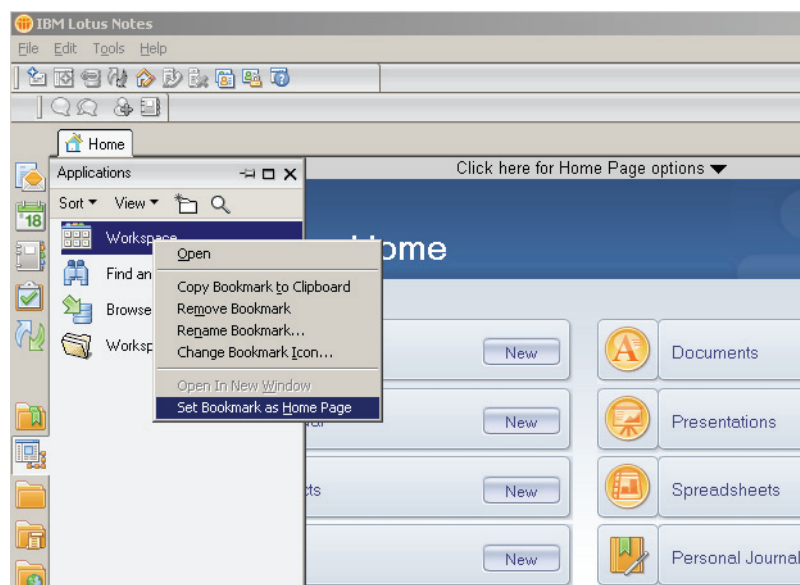 IBM Lotus Notes
File Edit Tools Help
Home
Applications
Click here for Home Page options
Sort View
18
Workspace
Home
Open
Find an
Copy Bookmark to Clipboard
Browse
Remove Bookmark
Rename Bookmark...
Worksp
Change Bookmark Icon...
New
Documents
Open In New Window
Set Bookmark as Home Page
New
Presentations
New
Spreadsheets
New
Personal Journal